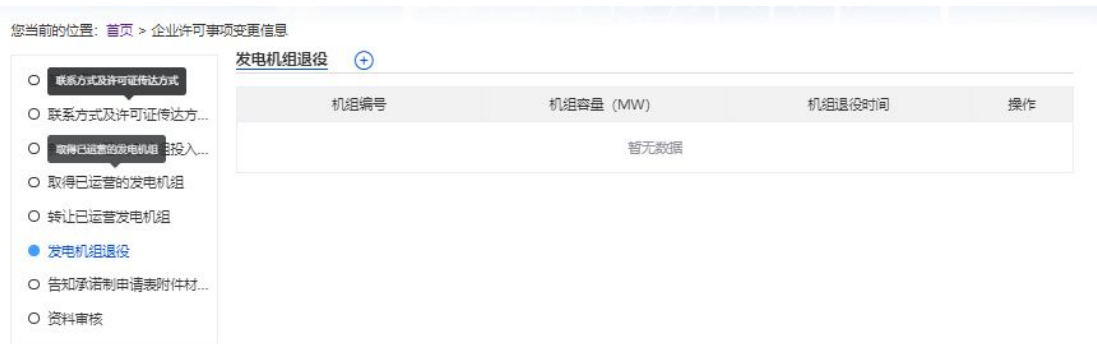 您当前的位置：首页 > 企业许可事项变更信息
联系方式及许可证传达方式
联系方式及许可证传达方...
取得已运营的发电机组
组投入...
取得已运营的发电机组
转让已运营发电机组
发电机组退役
告知承诺制申请表附件材...
资料审核
发电机组退役
机组编号 机组容量（MW） 机组退役时间 操作
暂无数据